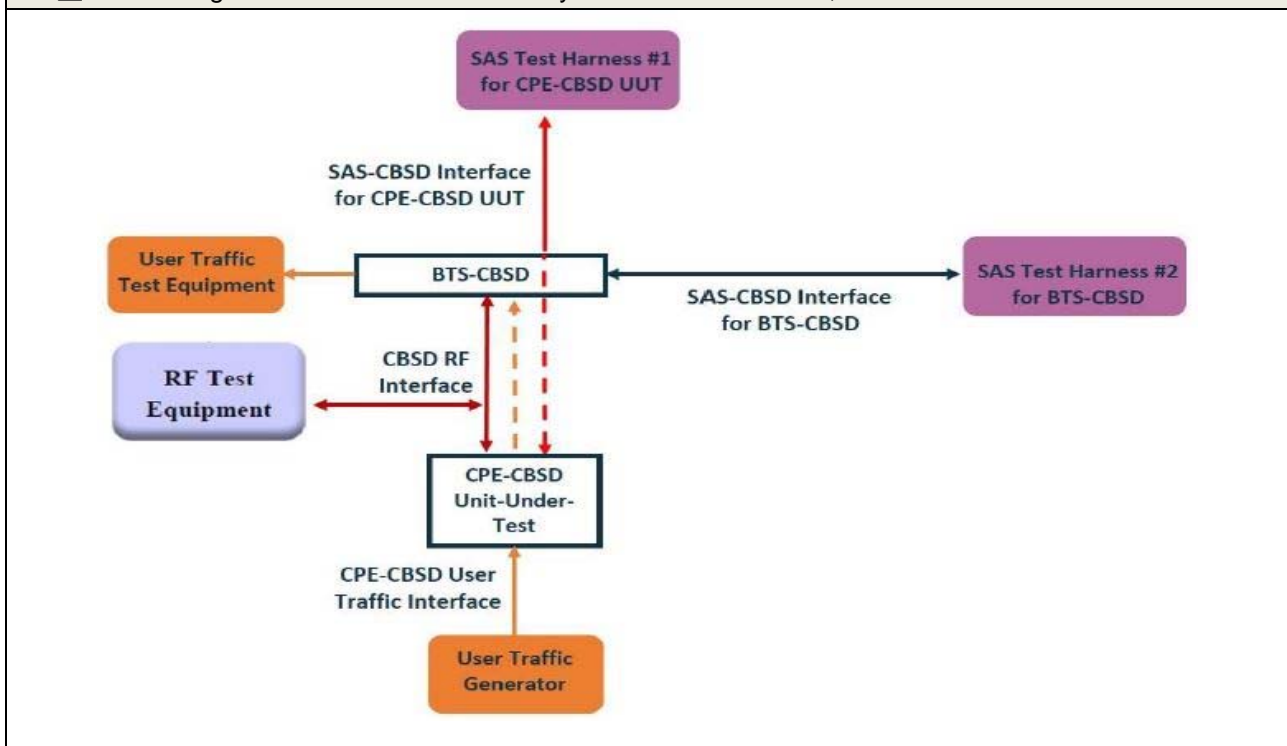 SAS Test Harness #1
for CPE-CBSD UUT
SAS-CBSD Interface
for CPE-CBSD UUT
User Traffic
Test Equipment
BTS-CBSD
SAS Test Harness #2
for BTS-CBSD
SAS-CBSD Interface
for BTS-CBSD
CBSD RF
Interface
RF Test
Equipment
CPE-CBSD
Unit-Under-
Test
CPE-CBSD User
Traffic Interface
User Traffic
Generator